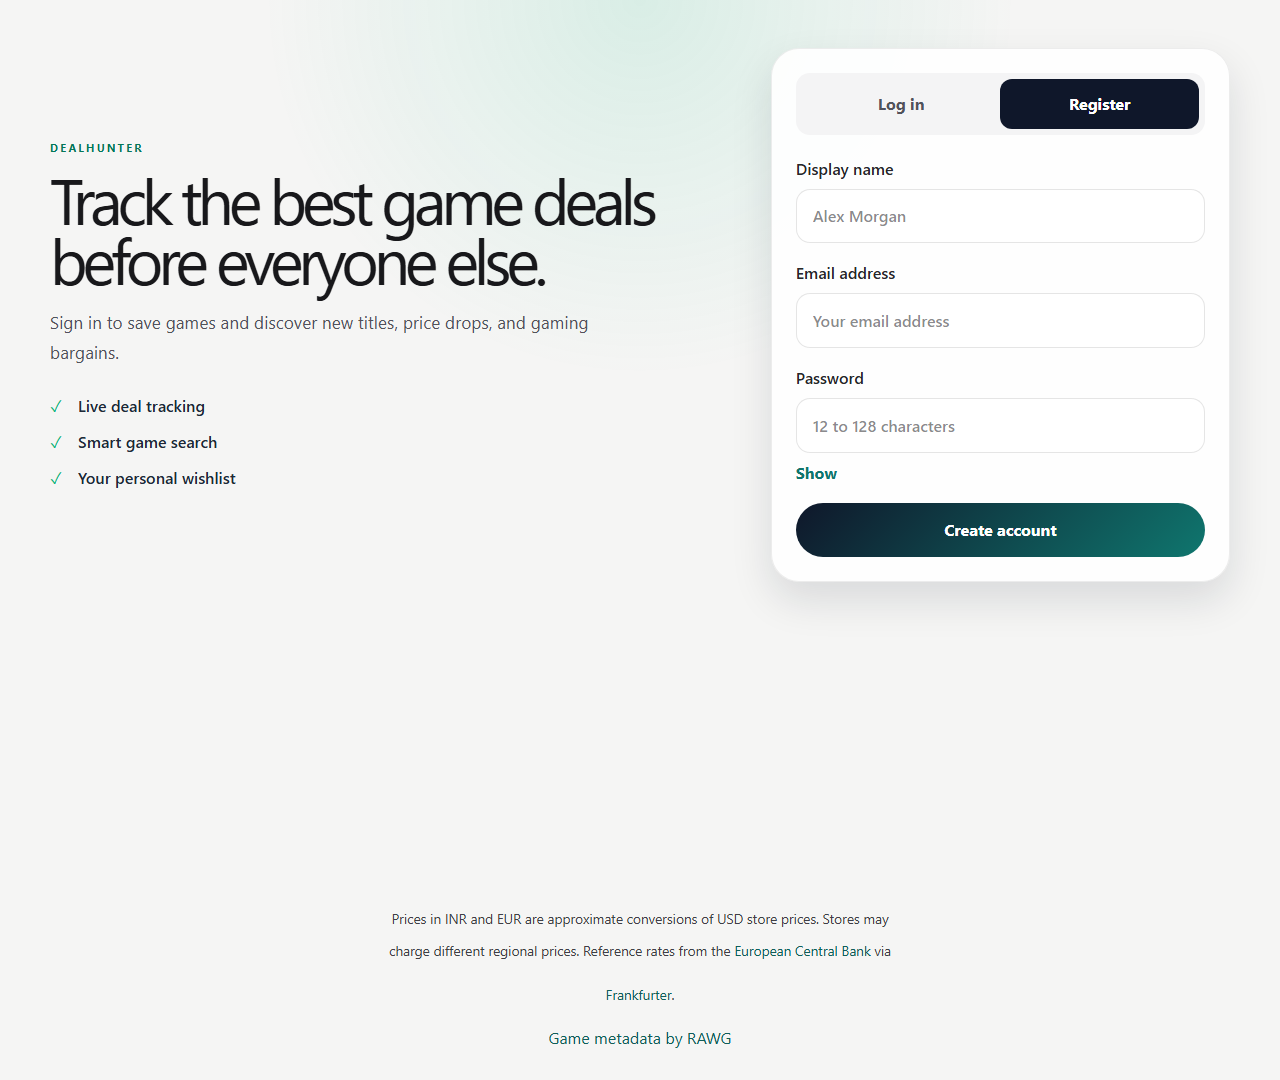 DEALHUNTER
Track the best game deals
before everyone else.
Sign in to save games and discover new titles, price drops, and gaming
bargains.
✓ Live deal tracking
✓ Smart game search
✓ Your personal wishlist
Log in
Register
Display name
Alex Morgan
Email address
Your email address
Password
12 to 128 characters
Show
Create account
Prices in INR and EUR are approximate conversions of USD store prices. Stores may
charge different regional prices. Reference rates from the European Central Bank via
Frankfurter.
Game metadata by RAWG